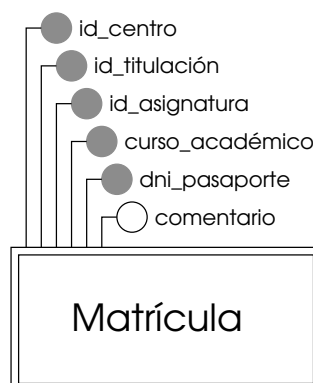 id_centro
id_titulación
id_asignatura
curso_académico
dni_pasaporte
comentario
Matrícula